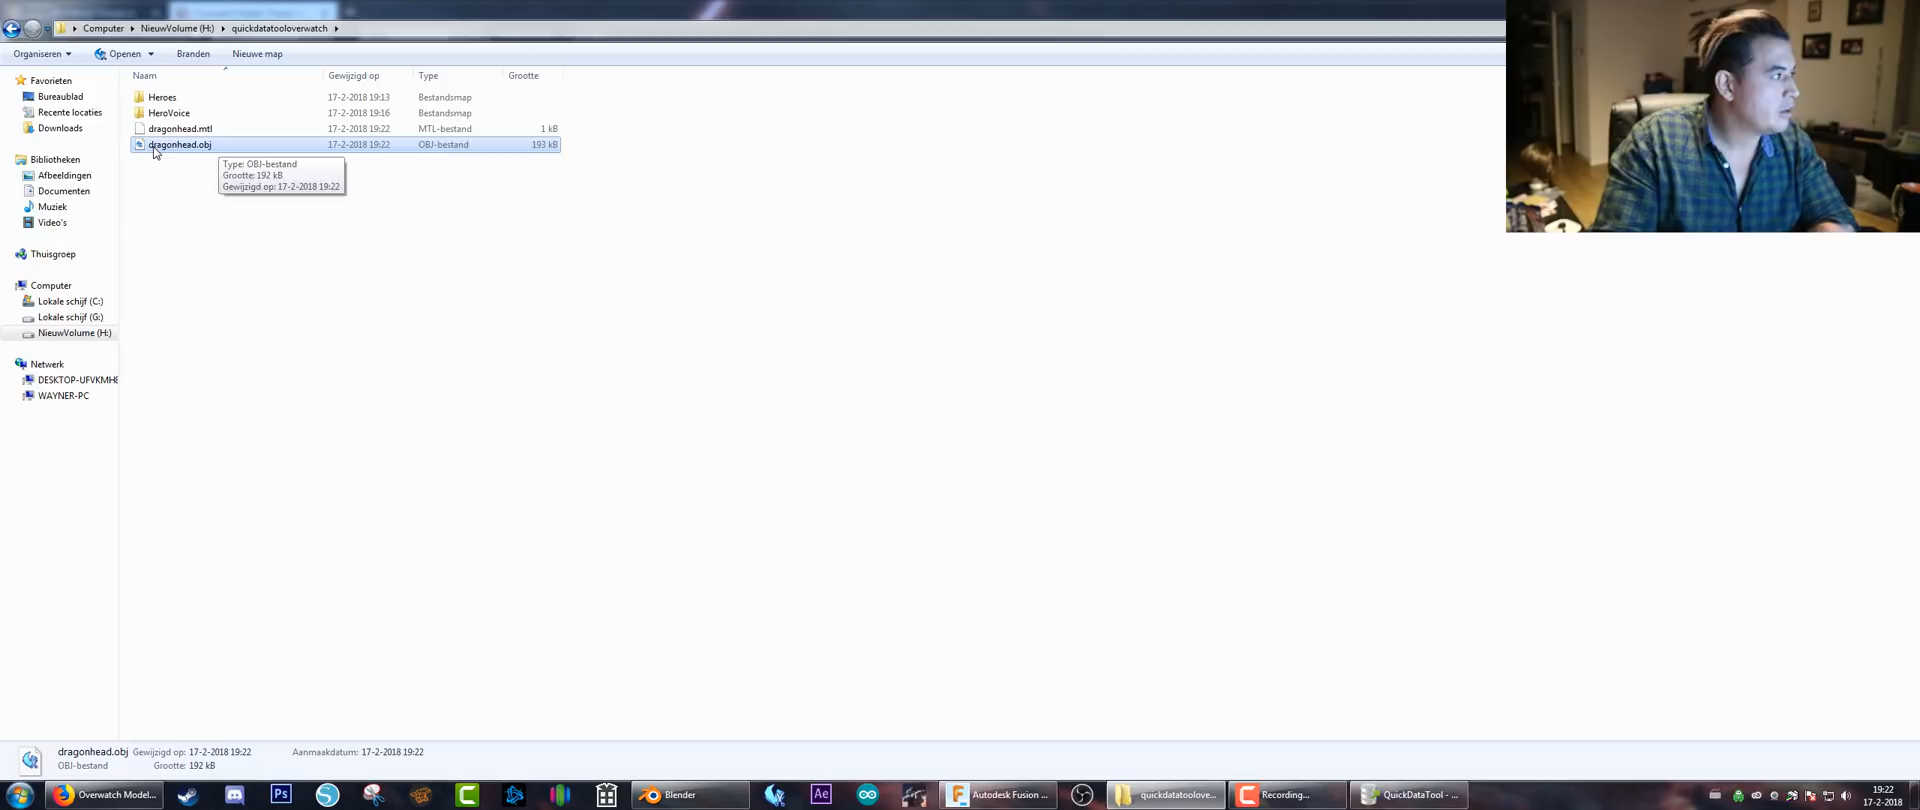 Computer NieuwVolume (H:) quickdatatooloverwatch
Organiseren Openen Branden Nieuwe map
Naam Gewijzigd op Type Grootte
Favorieten
Bureaublad
Recente locaties
Downloads
Bibliotheken
Afbeeldingen
Documenten
Muziek
Video's
Thuisgroep
Computer
Lokale schijf (C:)
Lokale schijf (G:)
NieuwVolume (H:)
Netwerk
DESKTOP-UFVKMH8
WAYNER-PC
Heroes 17-2-2018 19:13 Bestandsmap
HeroVoice 17-2-2018 19:16 Bestandsmap
dragonhead.mtl 17-2-2018 19:22 MTL-bestand 1 kB
dragonhead.obj 17-2-2018 19:22 OBJ-bestand 193 kB
Type: OBJ-bestand
Grootte: 192 kB
Gewijzigd op: 17-2-2018 19:22
dragonhead.obj Gewijzigd op: 17-2-2018 19:22 Aanmaakdatum: 17-2-2018 19:22
OBJ-bestand Grootte: 192 kB
Overwatch Model... Ps Blender Ae Autodesk Fusion ... quickdatatoolove... Recording... QuickDataTool - ... 19:22
17-2-2018